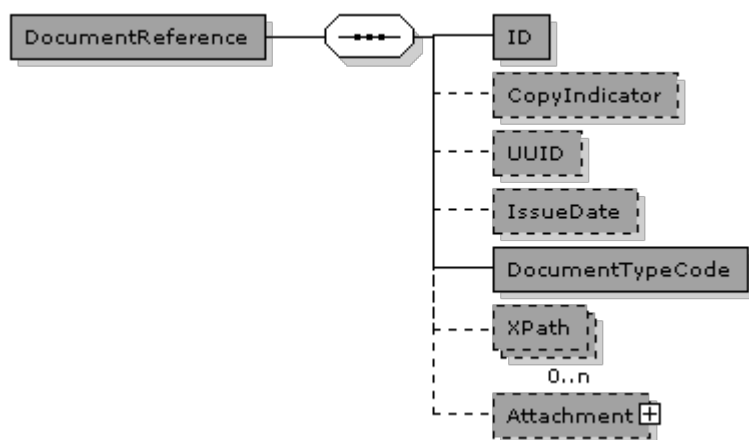 DocumentReference
ID
CopyIndicator
UUID
IssueDate
DocumentTypeCode
XPath
0..n
Attachment